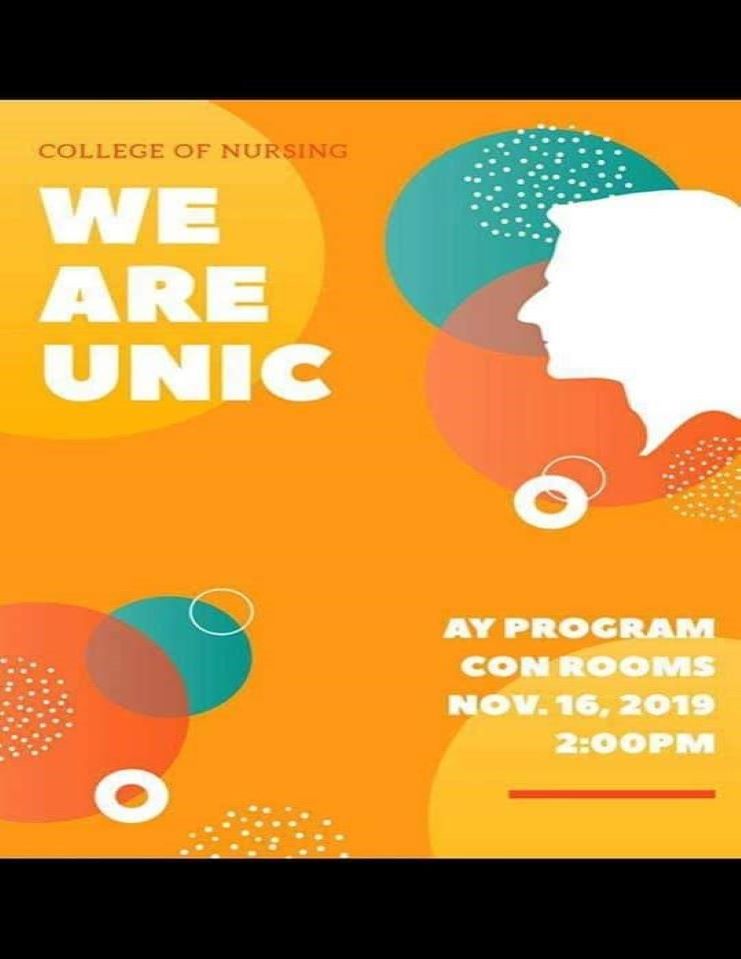 COLLEGE OF NURSING
WE
ARE
UNIC
AY PROGRAM
CON ROOMS
NOV. 16, 2019
2:00PM